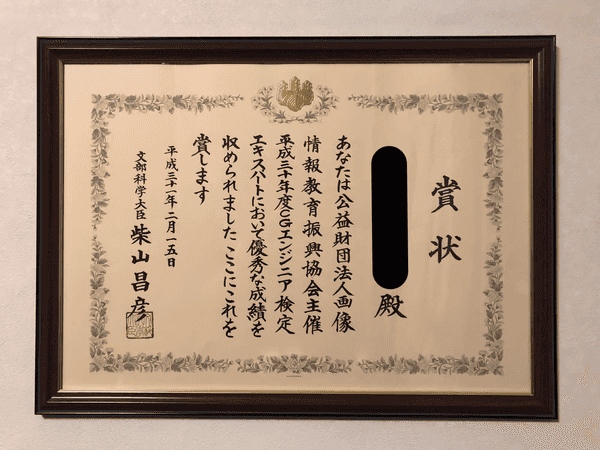 賞状
殿
あなたは公益財団法人画像
情報教育振興協会主催
平成三十年度CGエンジニア検定
エキスパートにおいて優秀な成績を
収められました ここにこれを
賞します
平成三十一年二月一五日
文部科学大臣 柴山昌彦